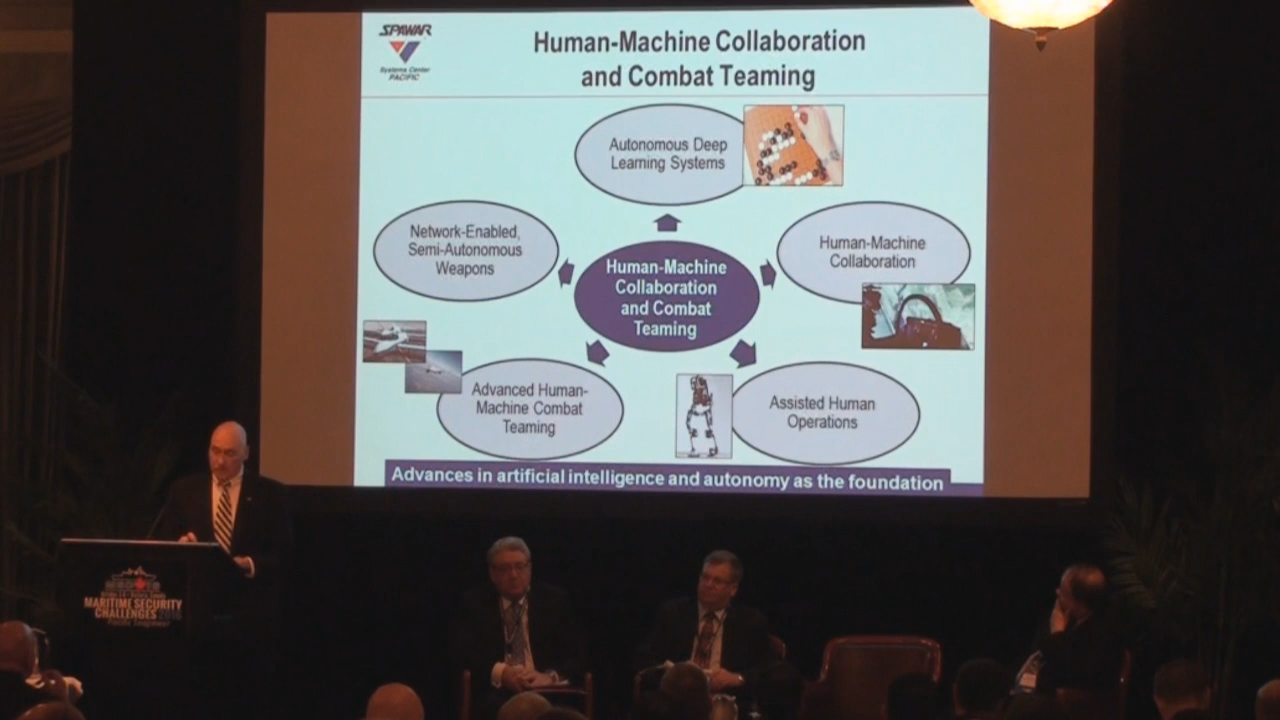 SPAWAR
Systems Center
PACIFIC
Human-Machine Collaboration
and Combat Teaming
Autonomous Deep
Learning Systems
Network-Enabled,
Semi-Autonomous
Weapons
Human-Machine
Collaboration
Human-Machine
Collaboration
and Combat
Teaming
Advanced Human-
Machine Combat
Teaming
Assisted Human
Operations
Advances in artificial intelligence and autonomy as the foundation
MARITIME SECURITY
CHALLENGES